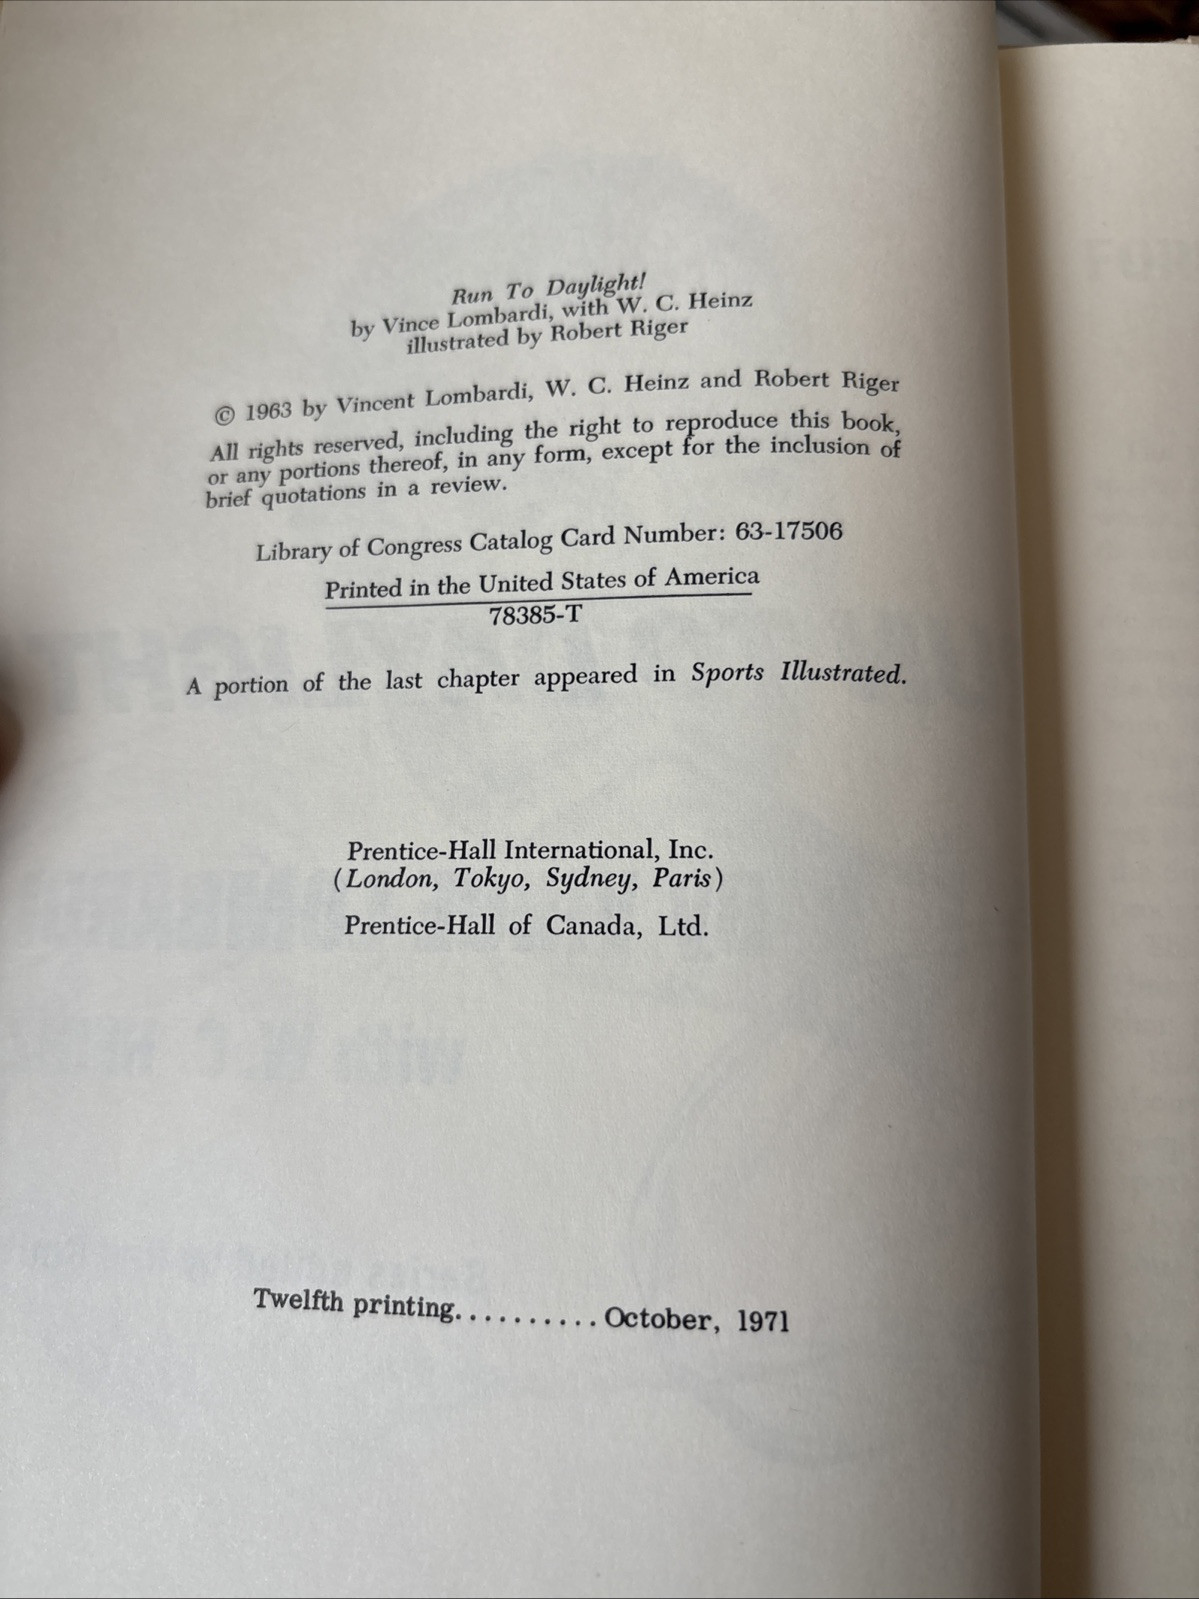 Run To Daylight!
by Vince Lombardi, with W. C. Heinz
illustrated by Robert Riger
© 1963 by Vincent Lombardi, W. C. Heinz and Robert Riger
All rights reserved, including the right to reproduce this book,
or any portions thereof, in any form, except for the inclusion of
brief quotations in a review.
Library of Congress Catalog Card Number: 63-17506
Printed in the United States of America
78385-T
A portion of the last chapter appeared in Sports Illustrated.
Prentice-Hall International, Inc.
(London, Tokyo, Sydney, Paris)
Prentice-Hall of Canada, Ltd.
Twelfth printing..........October, 1971